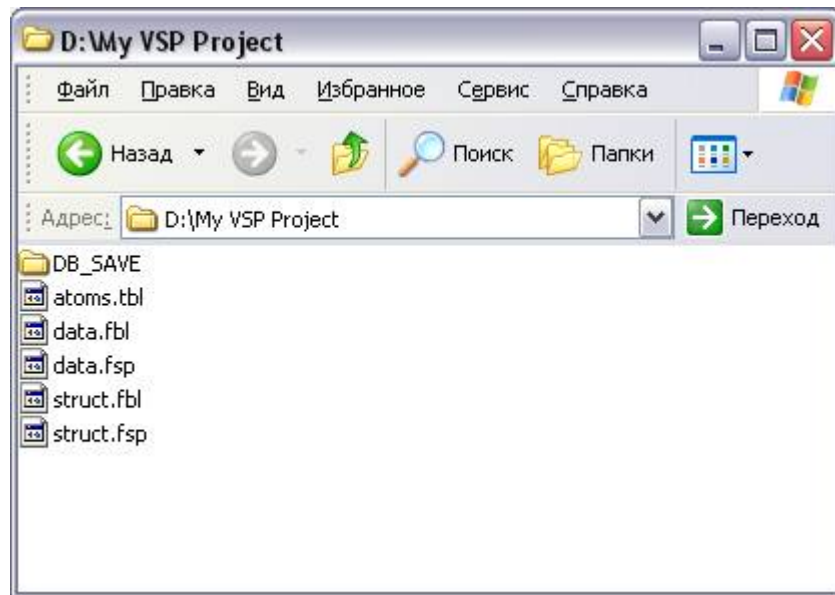 D:\My VSP Project
Файл Правка Вид Избранное Сервис Справка
Назад Поиск Папки
Адрес: D:\My VSP Project Переход
DB_SAVE
atoms.tbl
data.fbl
data.fsp
struct.fbl
struct.fsp